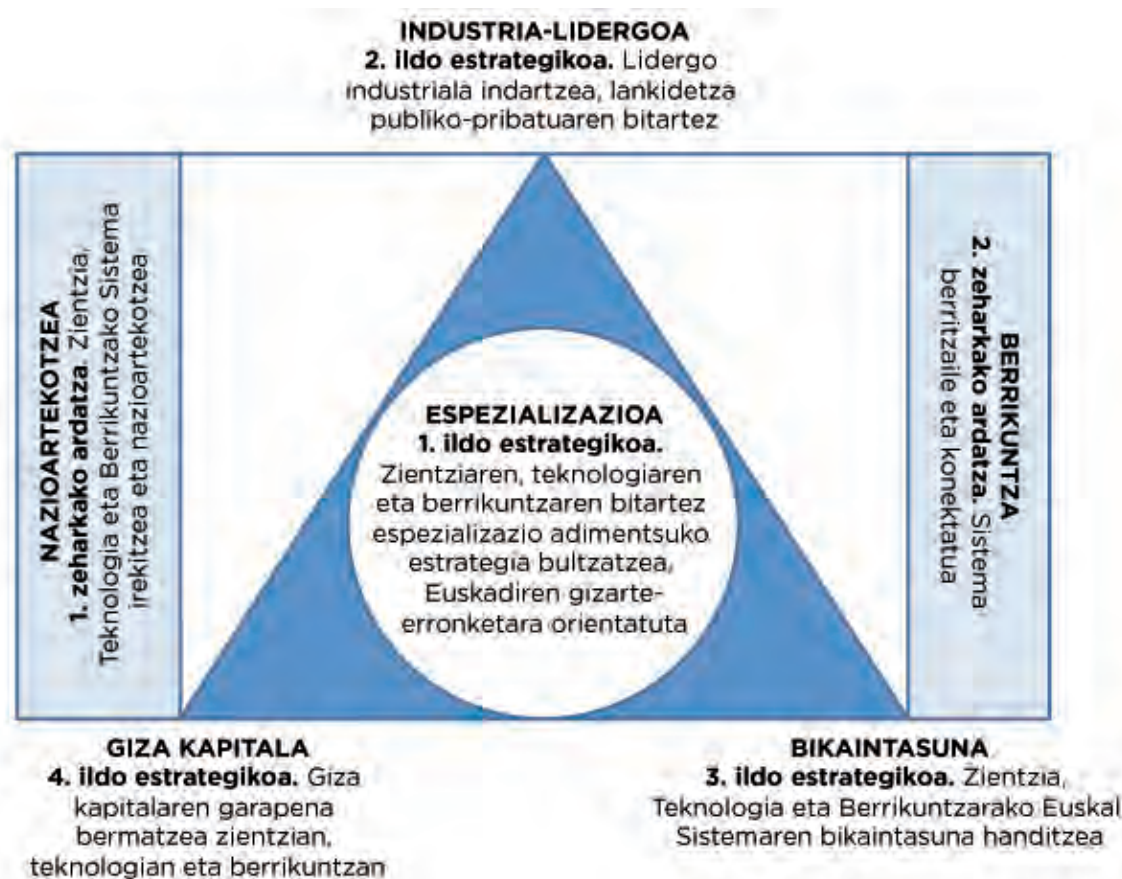 INDUSTRIA-LIDERGOA
2. ildo estrategikoa. Lidergo
industriala indartzea, lankidetza
publiko-pribatuaren bitartez
NAZIOARTEKOTZEA
1. zeharkako ardatza. Zientzia,
Teknologia eta Berrikuntzako Sistema
irekitzea eta nazioartekotzea
ESPEZIALIZAZIOA
1. ildo estrategikoa.
Zientziaren, teknologiaren
eta berrikuntzaren bitartez
espezializazio adimentsuko
estrategia bultzatzea,
Euskadiren gizarte-
erronketara orientatuta
BERRIKUNTZA
2. zeharkako ardatza. Sistema
berritzaile eta konektatua
GIZA KAPITALA
4. ildo estrategikoa. Giza
kapitalaren garapena
bermatzea zientzian,
teknologian eta berrikuntzan
BIKAINTASUNA
3. ildo estrategikoa. Zientzia,
Teknologia eta Berrikuntzarako Euskal
Sistemaren bikaintasuna handitzea